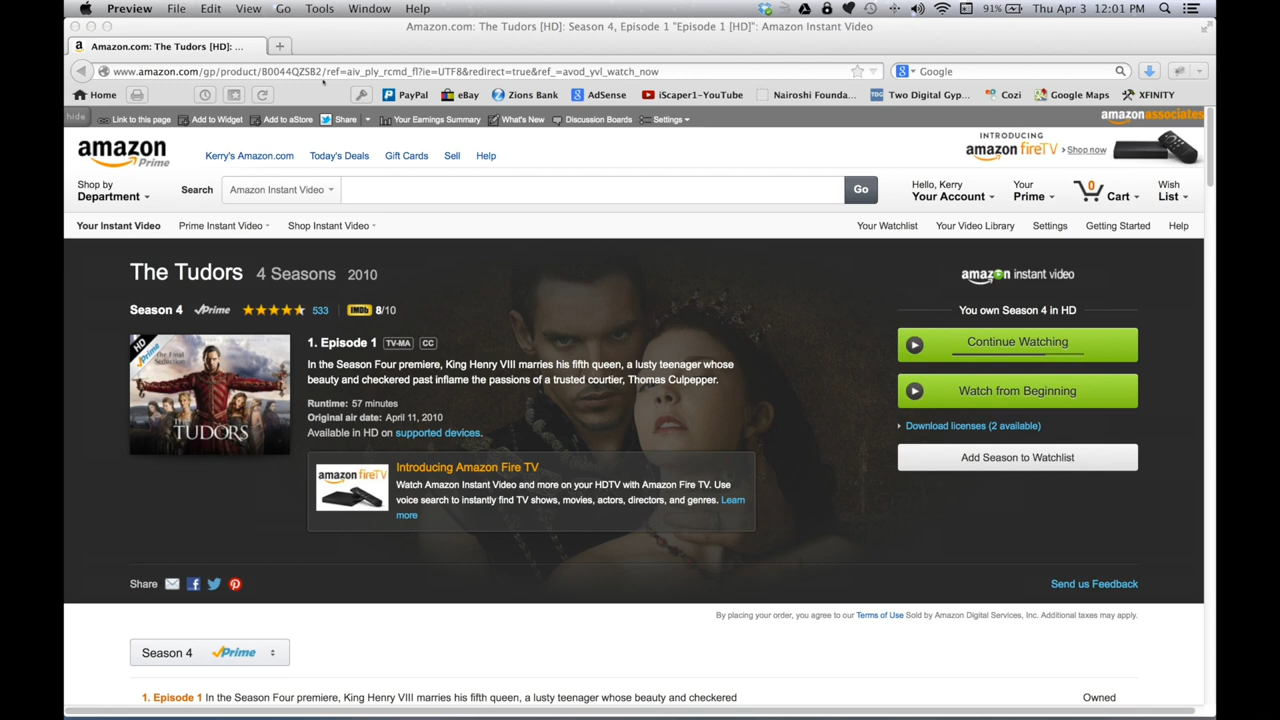 Preview File Edit View Go Tools Window Help 91% Thu Apr 3 12:01 PM
Amazon.com: The Tudors [HD]: Season 4, Episode 1 "Episode 1 [HD]": Amazon Instant Video
a Amazon.com: The Tudors [HD]: ... +
www.amazon.com/gp/product/B0044QZSB2/ref=aiv_ply_rcmd_fl?ie=UTF8&redirect=true&ref_=avod_yvl_watch_now Google
Home PayPal eBay Zions Bank AdSense iScaper1-YouTube Nairoshi Founda... Two Digital Gyp... Cozi Google Maps XFINITY
hide Link to this page Add to Widget Add to aStore Share Your Earnings Summary What's New Discussion Boards Settings amazonassociates
amazon Prime
Kerry's Amazon.com Today's Deals Gift Cards Sell Help
INTRODUCING
amazon fireTV > Shop now
Shop by
Department
Search Amazon Instant Video Go
Hello, Kerry
Your Account
Your
Prime
0
Cart
Wish
List
Your Instant Video Prime Instant Video Shop Instant Video Your Watchlist Your Video Library Settings Getting Started Help
The Tudors 4 Seasons 2010
Season 4 Prime 533 IMDb 8/10
HD
Prime
The Final
Seduction
THE
TUDORS
1. Episode 1 TV-MA CC
In the Season Four premiere, King Henry VIII marries his fifth queen, a lusty teenager whose
beauty and checkered past inflame the passions of a trusted courtier, Thomas Culpepper.
Runtime: 57 minutes
Original air date: April 11, 2010
Available in HD on supported devices.
amazon fireTV
Introducing Amazon Fire TV
Watch Amazon Instant Video and more on your HDTV with Amazon Fire TV. Use
voice search to instantly find TV shows, movies, actors, directors, and genres. Learn
more
amazon instant video
You own Season 4 in HD
Continue Watching
Watch from Beginning
Download licenses (2 available)
Add Season to Watchlist
Share
Send us Feedback
By placing your order, you agree to our Terms of Use Sold by Amazon Digital Services, Inc. Additional taxes may apply.
Season 4 Prime
1. Episode 1 In the Season Four premiere, King Henry VIII marries his fifth queen, a lusty teenager whose beauty and checkered Owned